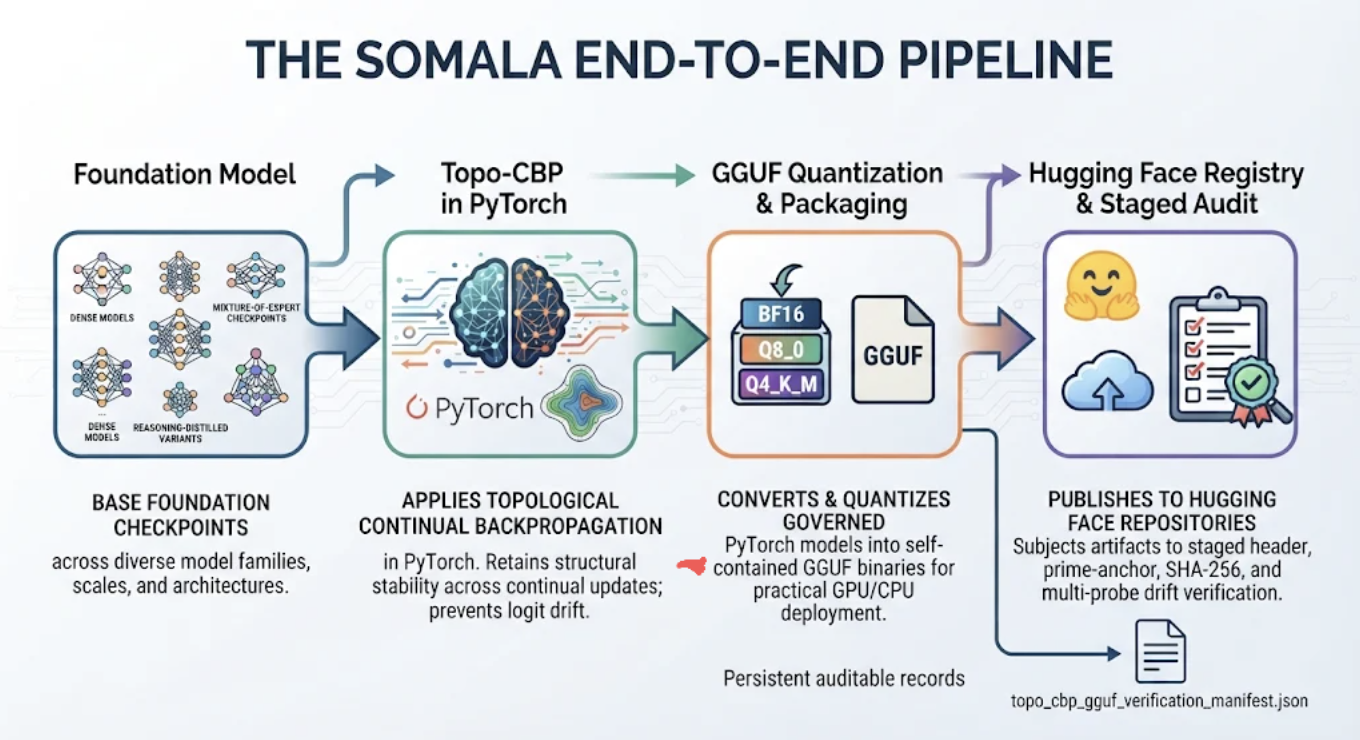 THE SOMALA END-TO-END PIPELINE
Foundation Model
DENSE MODELS
MIXTURE-OF-EXPERT
CHECKPOINTS
...
DENSE
MODELS
REASONING-DISTILLED
VARIANTS
BASE FOUNDATION
CHECKPOINTS
across diverse model families,
scales, and architectures.
Topo-CBP
in PyTorch
PyTorch
APPLIES TOPOLOGICAL
CONTINUAL BACKPROPAGATION
in PyTorch. Retains structural
stability across continual updates;
prevents logit drift.
GGUF Quantization
& Packaging
BF16
Q8_0
Q4_K_M
GGUF
CONVERTS & QUANTIZES
GOVERNED
PyTorch models into self-
contained GGUF binaries for
practical GPU/CPU
deployment.
Persistent auditable records
Hugging Face Registry
& Staged Audit
PUBLISHES TO HUGGING
FACE REPOSITORIES
Subjects artifacts to staged header,
prime-anchor, SHA-256, and
multi-probe drift verification.
topo_cbp_gguf_verification_manifest.json